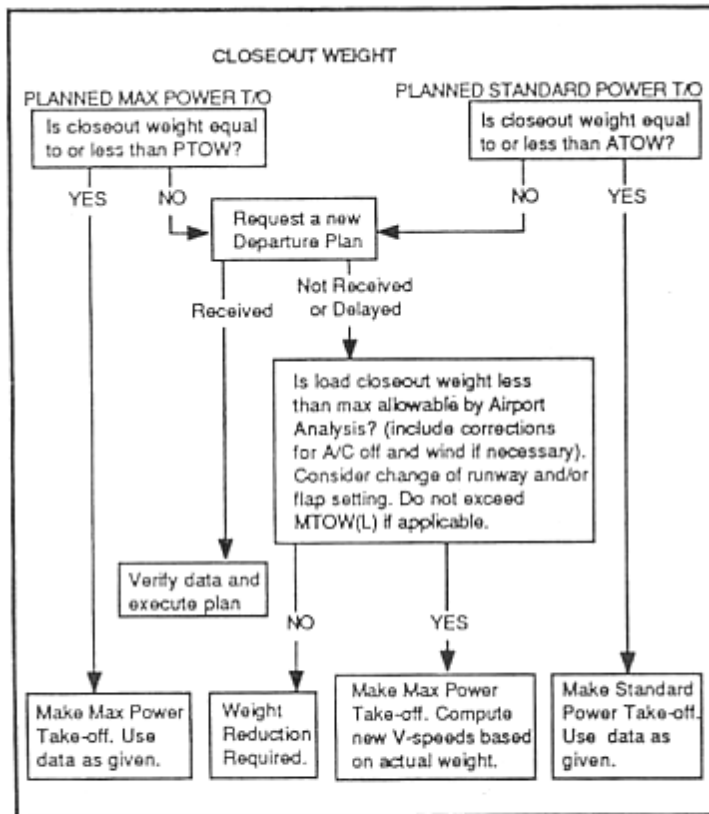 CLOSEOUT WEIGHT
PLANNED MAX POWER T/O
PLANNED STANDARD POWER T/O
Is closeout weight equal
to or less than PTOW?
Is closeout weight equal
to or less than ATOW?
YES
NO
NO
YES
Request a new
Departure Plan
Received
Not Received
or Delayed
Is load closeout weight less
than max allowable by Airport
Analysis? (include corrections
for A/C off and wind if necessary).
Consider change of runway and/or
flap setting. Do not exceed
MTOW(L) if applicable.
Verify data and
execute plan
NO
YES
Make Max Power
Take-off. Use
data as given.
Weight
Reduction
Required.
Make Max Power
Take-off. Compute
new V-speeds based
on actual weight.
Make Standard
Power Take-off.
Use data as
given.